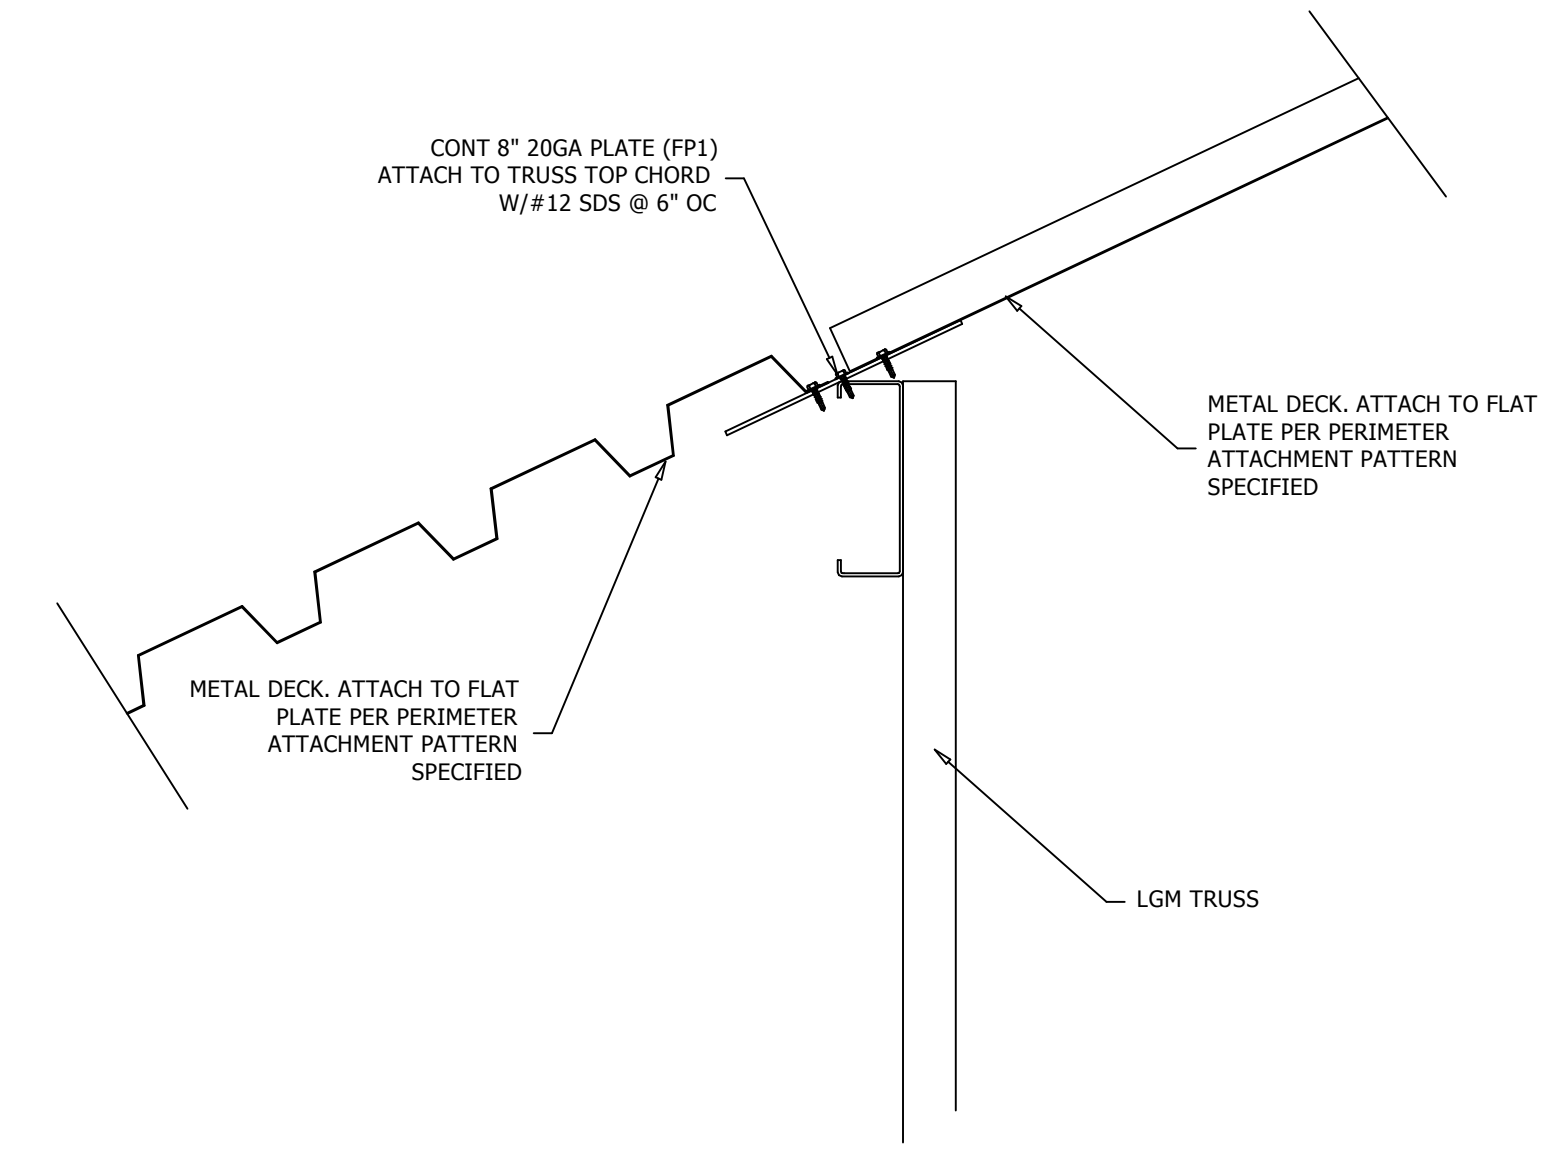 CONT 8" 20GA PLATE (FP1)
ATTACH TO TRUSS TOP CHORD
W/#12 SDS @ 6" OC
METAL DECK. ATTACH TO FLAT
PLATE PER PERIMETER
ATTACHMENT PATTERN
SPECIFIED
METAL DECK. ATTACH TO FLAT
PLATE PER PERIMETER
ATTACHMENT PATTERN
SPECIFIED
LGM TRUSS